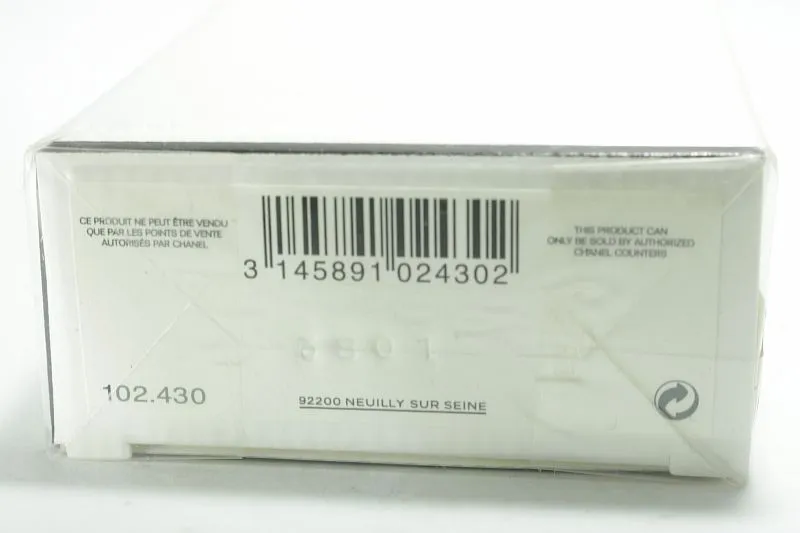 CE PRODUIT NE PEUT ÊTRE VENDU
QUE PAR LES POINTS DE VENTE
AUTORISÉS PAR CHANEL
THIS PRODUCT CAN
ONLY BE SOLD BY AUTHORIZED
CHANEL COUNTERS
3 145891 024302
102.430
92200 NEUILLY SUR SEINE